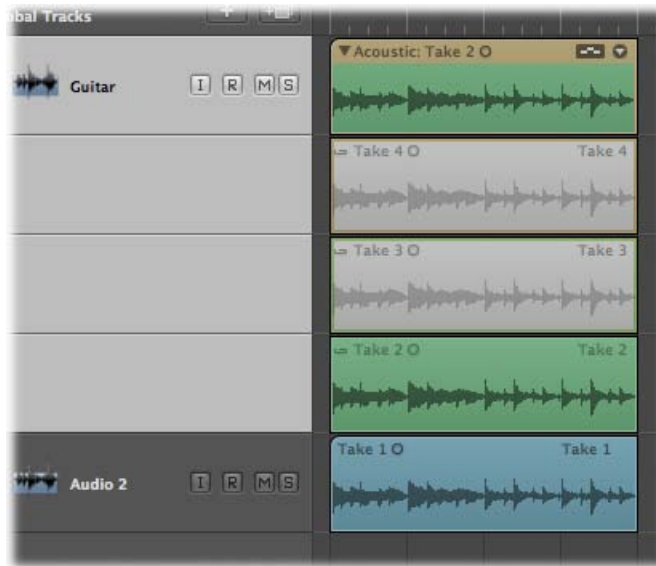 bal Tracks
Acoustic: Take 2
Guitar I R M S
Take 4 Take 4
Take 3 Take 3
Take 2 Take 2
Take 1 Take 1
Audio 2 I R M S